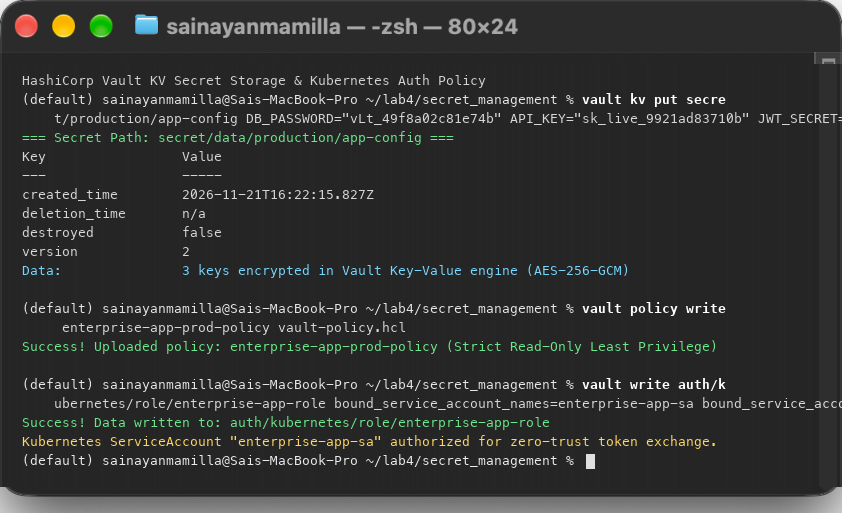 sainayanmamilla — -zsh — 80×24
HashiCorp Vault KV Secret Storage & Kubernetes Auth Policy
(default) sainayanmamilla@Sais-MacBook-Pro ~/lab4/secret_management % vault kv put secre
t/production/app-config DB_PASSWORD="vLt_49f8a02c81e74b" API_KEY="sk_live_9921ad83710b" JWT_SECRET=
=== Secret Path: secret/data/production/app-config ===
Key Value
--- -----
created_time 2026-11-21T16:22:15.827Z
deletion_time n/a
destroyed false
version 2
Data: 3 keys encrypted in Vault Key-Value engine (AES-256-GCM)
(default) sainayanmamilla@Sais-MacBook-Pro ~/lab4/secret_management % vault policy write
enterprise-app-prod-policy vault-policy.hcl
Success! Uploaded policy: enterprise-app-prod-policy (Strict Read-Only Least Privilege)
(default) sainayanmamilla@Sais-MacBook-Pro ~/lab4/secret_management % vault write auth/k
ubernetes/role/enterprise-app-role bound_service_account_names=enterprise-app-sa bound_service_acco
Success! Data written to: auth/kubernetes/role/enterprise-app-role
Kubernetes ServiceAccount "enterprise-app-sa" authorized for zero-trust token exchange.
(default) sainayanmamilla@Sais-MacBook-Pro ~/lab4/secret_management %